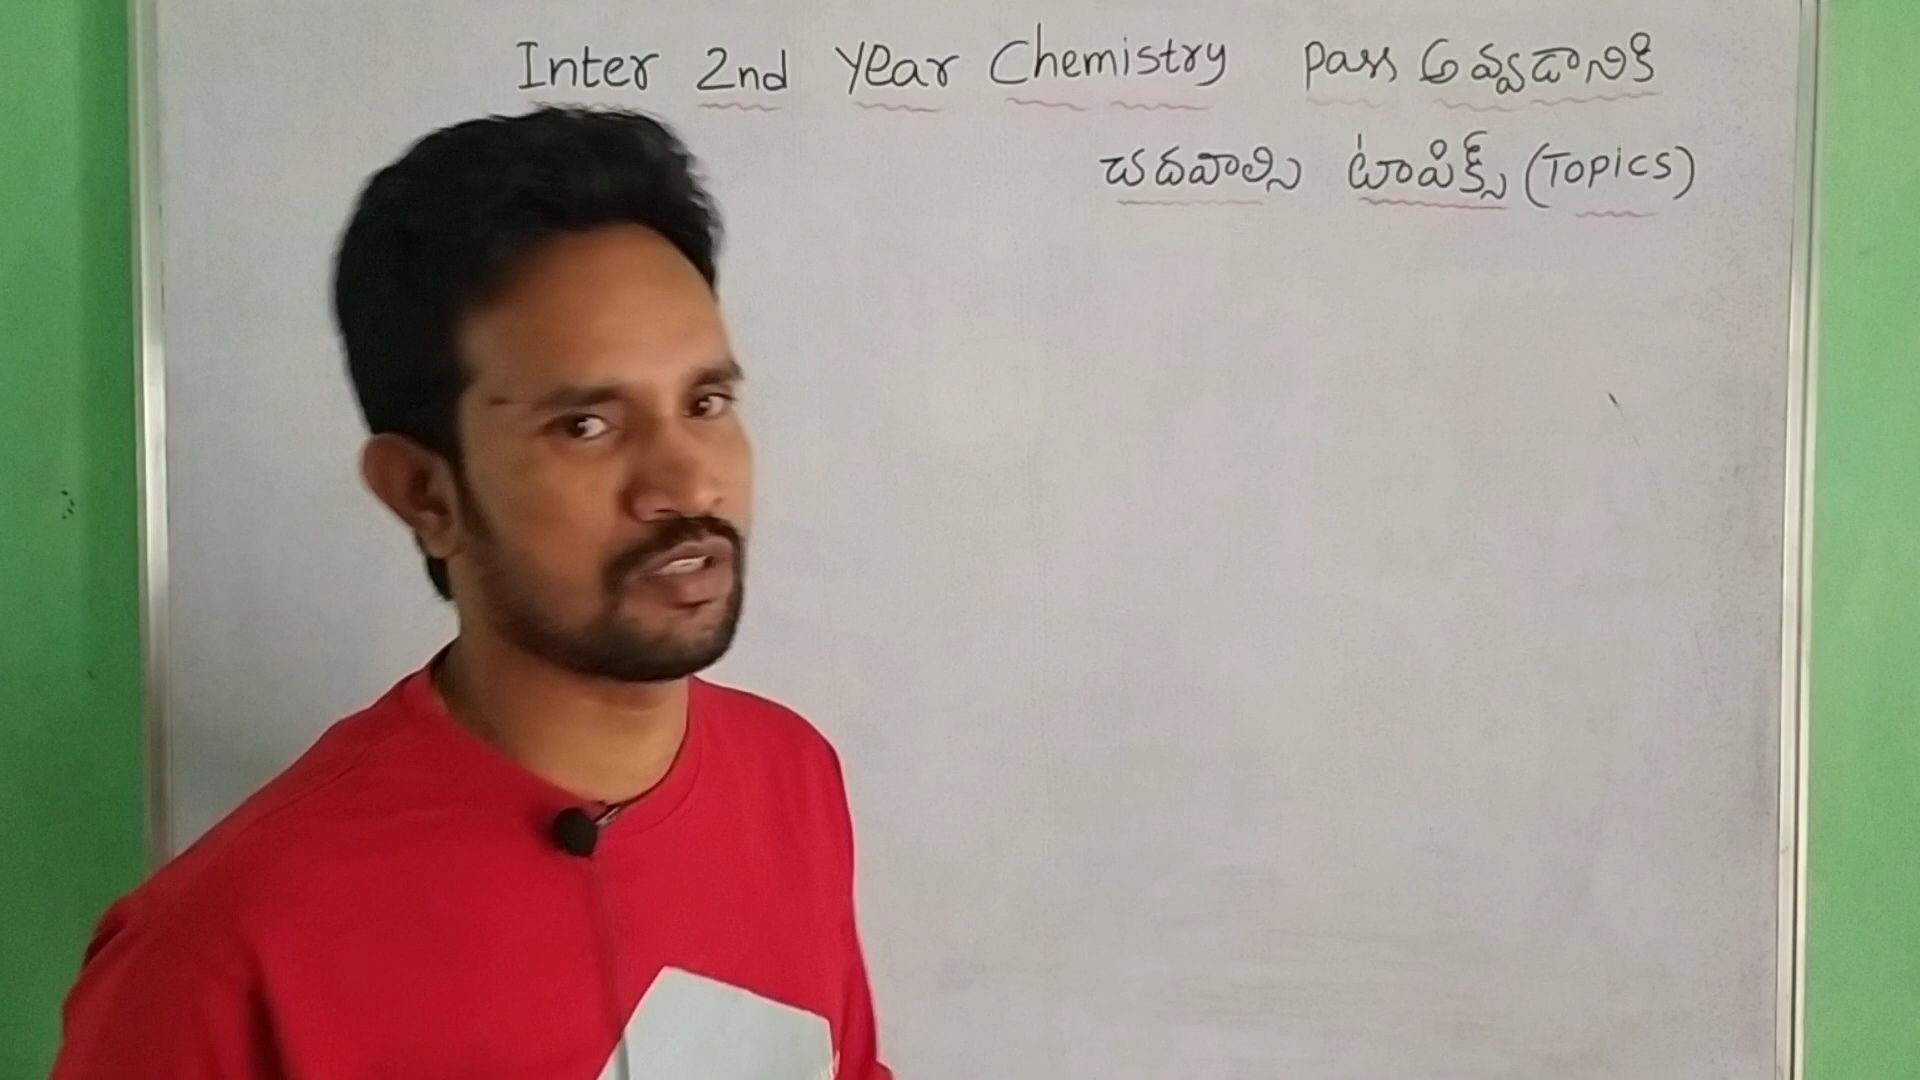 Inter 2nd Year Chemistry pass అవ్వడానికి
చదవాల్సి టాపిక్స్ (Topics)